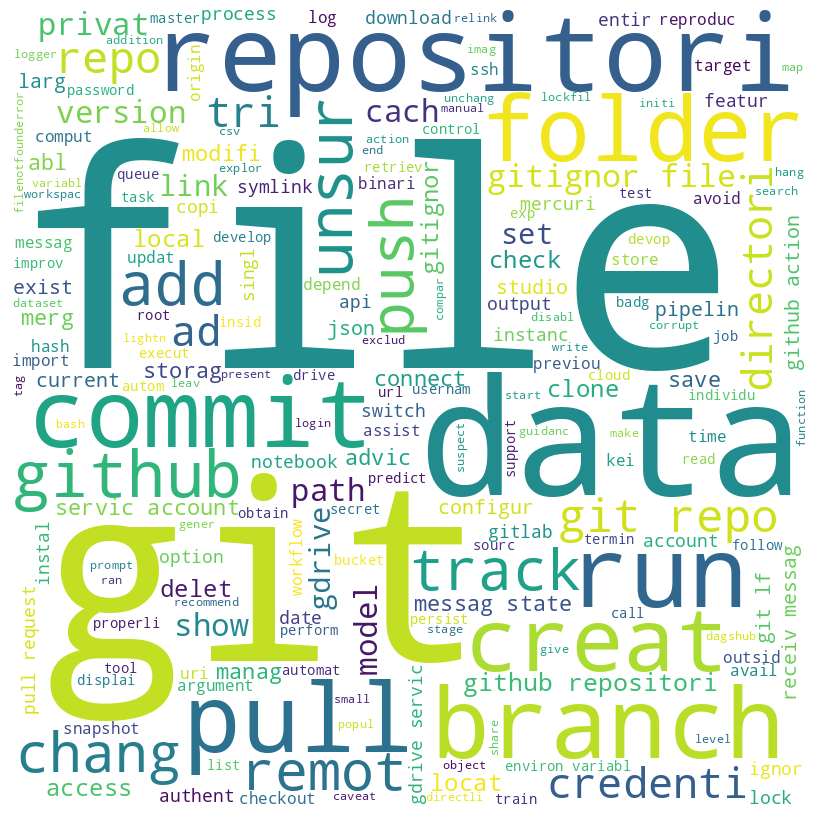 privat
master
process
log
download
relink
entir
reproduc
addition
logger
repo
repositori
imag
ssh
target
map
larg
password
origin
unchang
lockfil
initi
featur
version
tri
cach
manual
folder
filenotfounderror
comput
allow
csv
unsur
action
end
control
abl
modifi
explor
retriev
gitignor file
variabl
workspac
queue
task
link
symlink
binari
gitignor
mercuri
test
avoid
hang
search
copi
push
exp
file
messag
local
develop
singl
set
devop
directori
github action
improv
updat
add
depend
check
store
exist
api
compar
studio
dataset
root
insid
output
badg
pipelin
merg
ad
json
instanc
disabl
corrupt
job
hash
lightn
execut
exclud
write
previou
import
storag
current
present
drive
connect
cloud
save
tag
autom
leav
url
usernam
clone
individu
commit
switch
start
data
function
bash
login
assist
suspect
support
guidanc
make
time
github
notebook
advic
kei
read
predict
servic account
path
configur
git repo
obtain
secret
gitlab
gener
instal
option
gdrive
workflow
bucket
track
sourc
termin
account
follow
git
run
prompt
ran
delet
model
messag state
call
git lf
receiv messag
recommend
date
persist
properli
show
perform
stage
creat
give
dagshub
pull request
tool
displai
uri
manag
automat
outsid
avail
argument
gdrive servic
github repositori
pull
small
branch
snapshot
popul
share
level
chang
remot
list
object
environ variabl
locat
credenti
ignor
access
authent
checkout
caveat
directli
train
lock